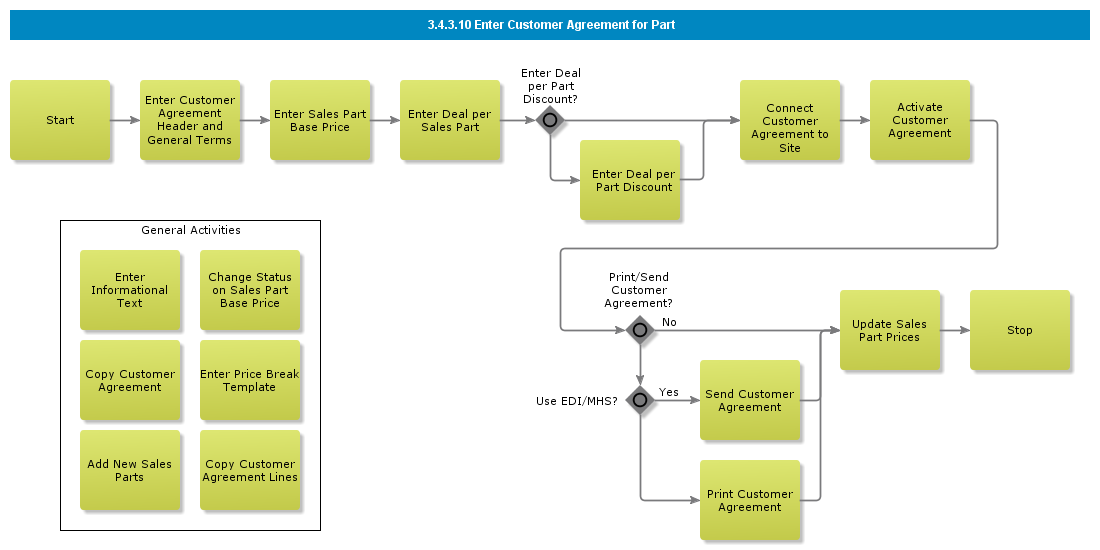 3.4.3.10 Enter Customer Agreement for Part
Start
Enter Customer
Agreement
Header and
General Terms
Enter Sales Part
Base Price
Enter Deal per
Sales Part
Enter Deal
per Part
Discount?
Enter Deal per
Part Discount
Connect
Customer
Agreement to
Site
Activate
Customer
Agreement
General Activities
Enter
Informational
Text
Change Status
on Sales Part
Base Price
Copy Customer
Agreement
Enter Price Break
Template
Add New Sales
Parts
Copy Customer
Agreement Lines
Print/Send
Customer
Agreement?
No
Use EDI/MHS?
Yes
Send Customer
Agreement
Print Customer
Agreement
Update Sales
Part Prices
Stop